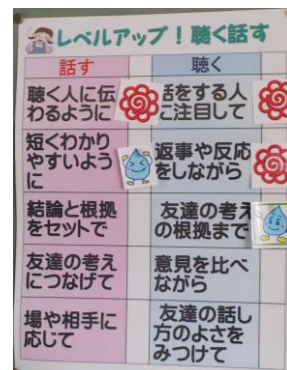 レベルアップ！聴く話す
話す
聴く
聴く人に伝
わるように
話をする人
に注目して
短くわかり
やすいよう
に
返事や反応
をしながら
結論と根拠
をセットで
友達の考え
の根拠まで
友達の考え
につなげて
意見を比べ
ながら
場や相手に
応じて
友達の話し
方のよさを
みつけて